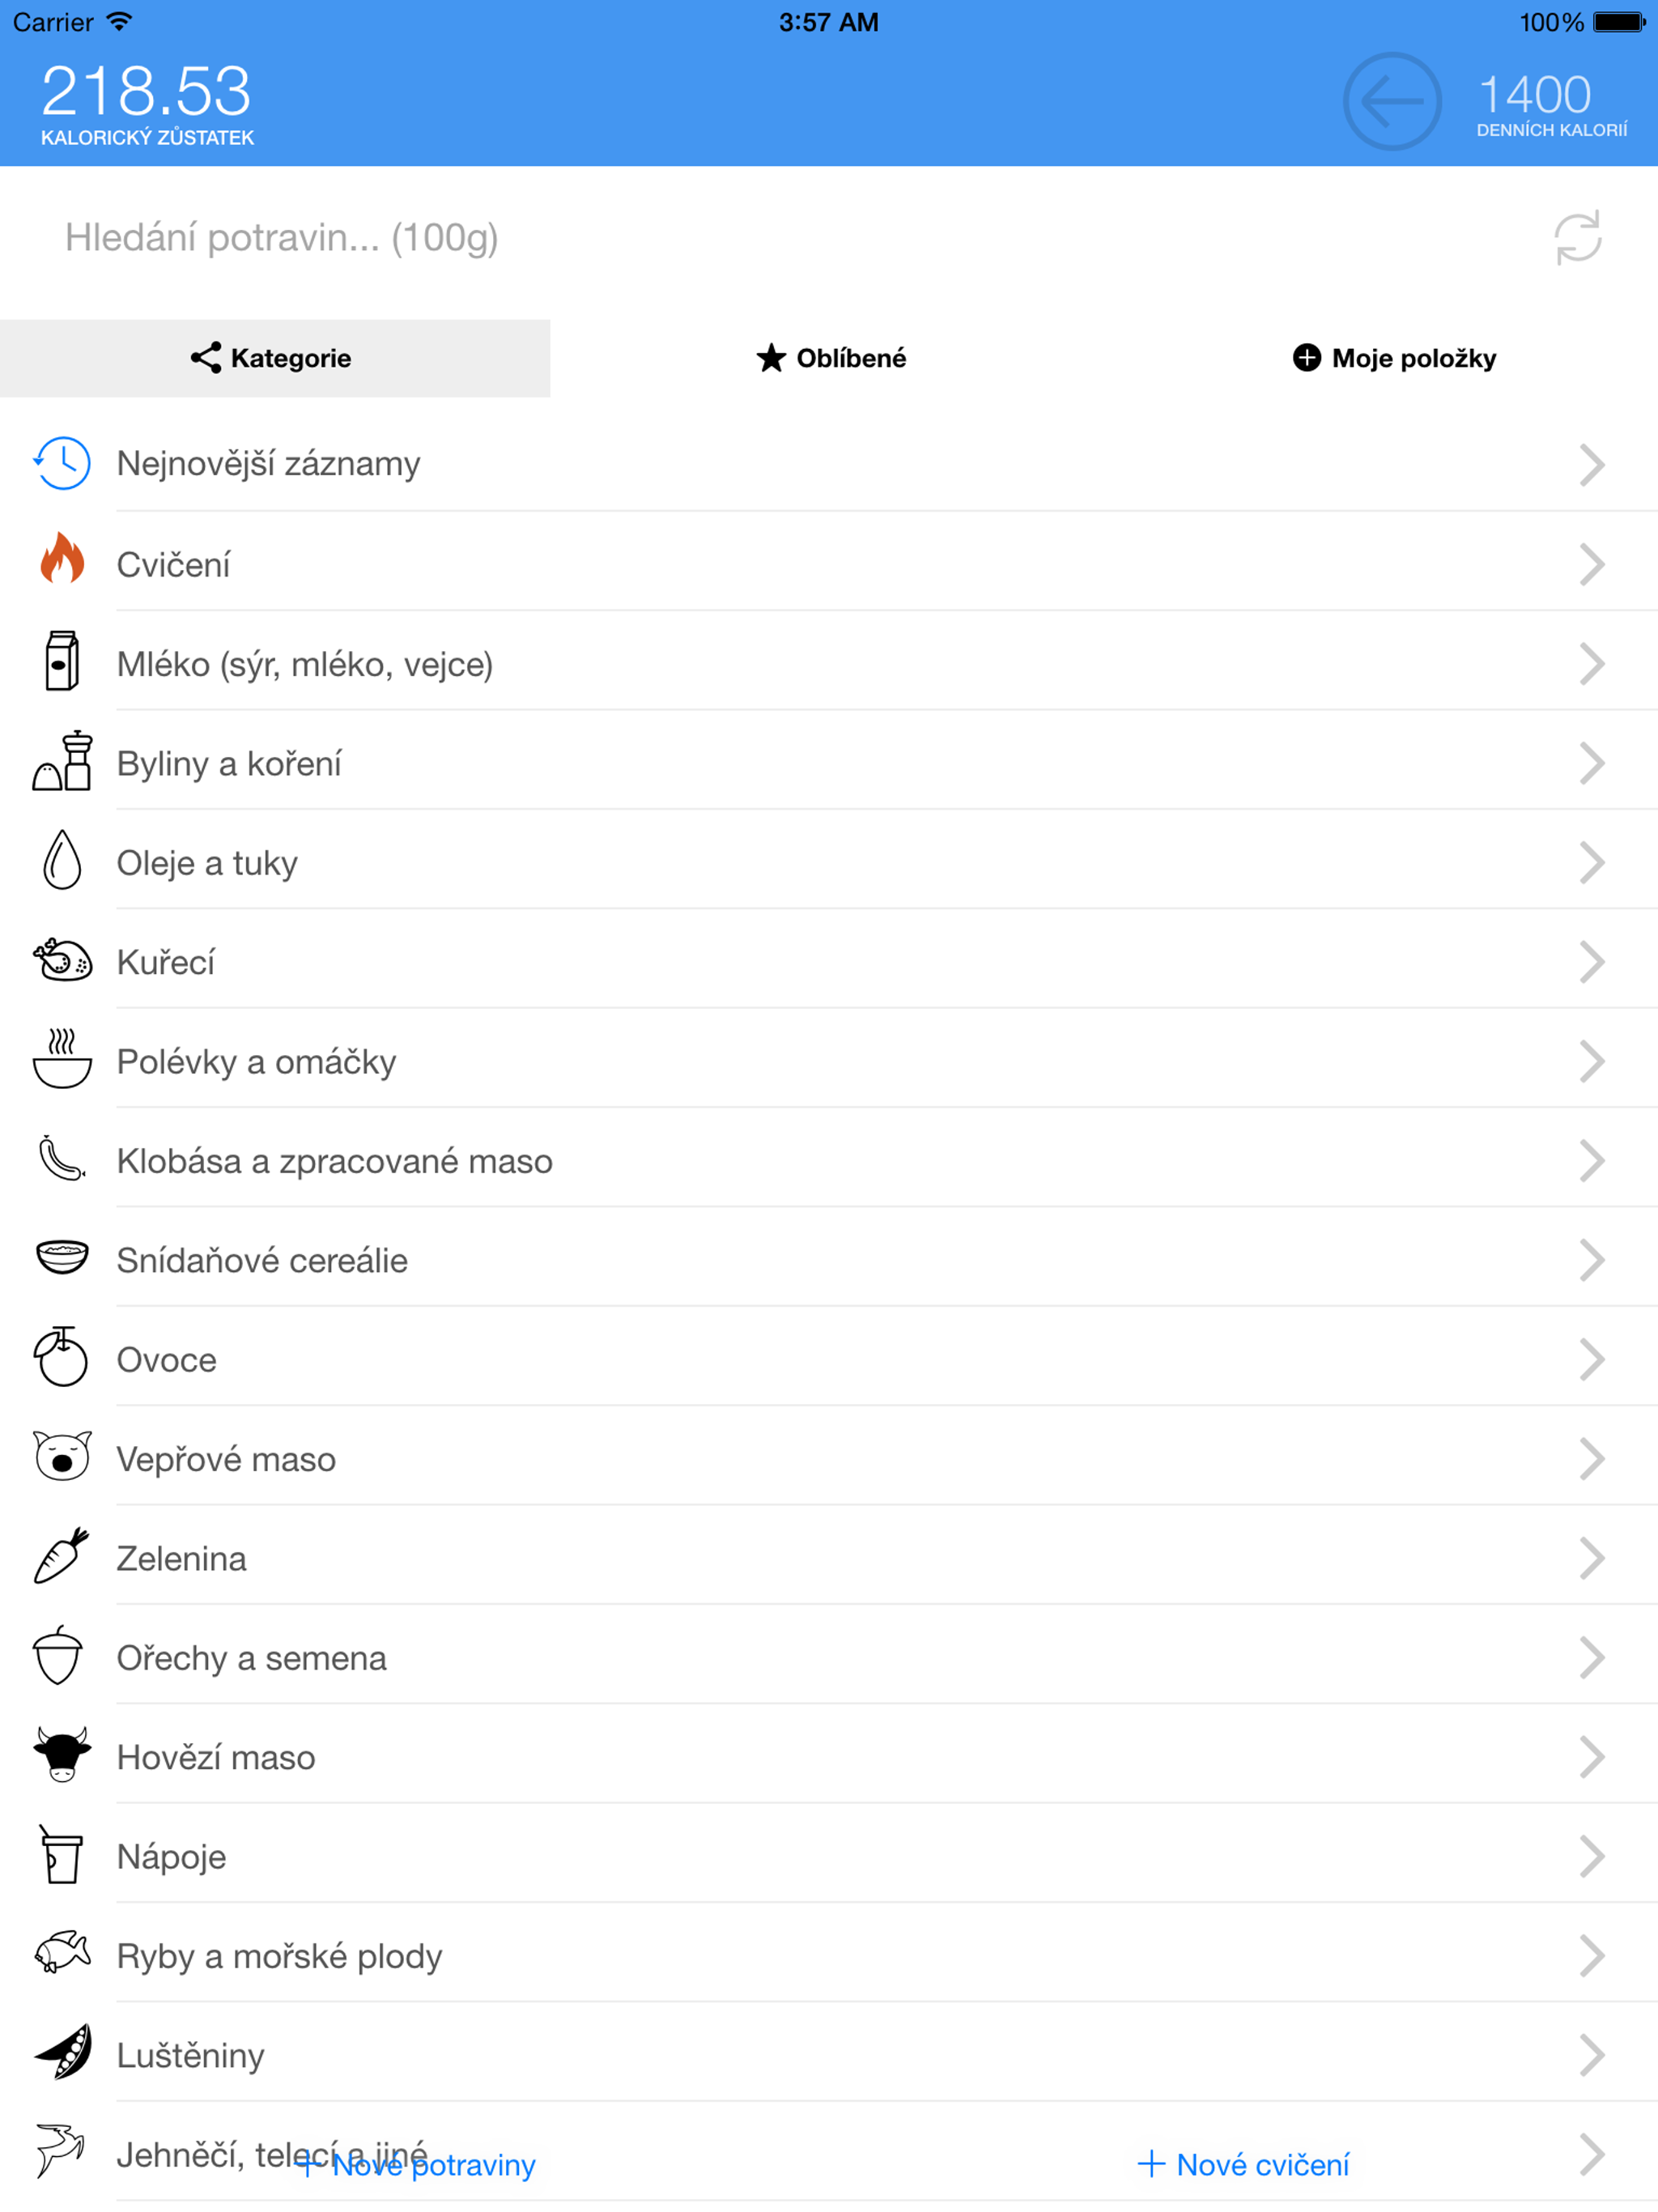 Carrier 3:57 AM 100%
218.53
KALORICKÝ ZŮSTATEK
1400
DENNÍCH KALORIÍ
Hledání potravin... (100g)
Kategorie Oblíbené Moje položky
Nejnovější záznamy
Cvičení
Mléko (sýr, mléko, vejce)
Byliny a koření
Oleje a tuky
Kuřecí
Polévky a omáčky
Klobása a zpracované maso
Snídaňové cereálie
Ovoce
Vepřové maso
Zelenina
Ořechy a semena
Hovězí maso
Nápoje
Ryby a mořské plody
Luštěniny
Jehněčí, telecí a jiné
Nové potraviny Nové cvičení